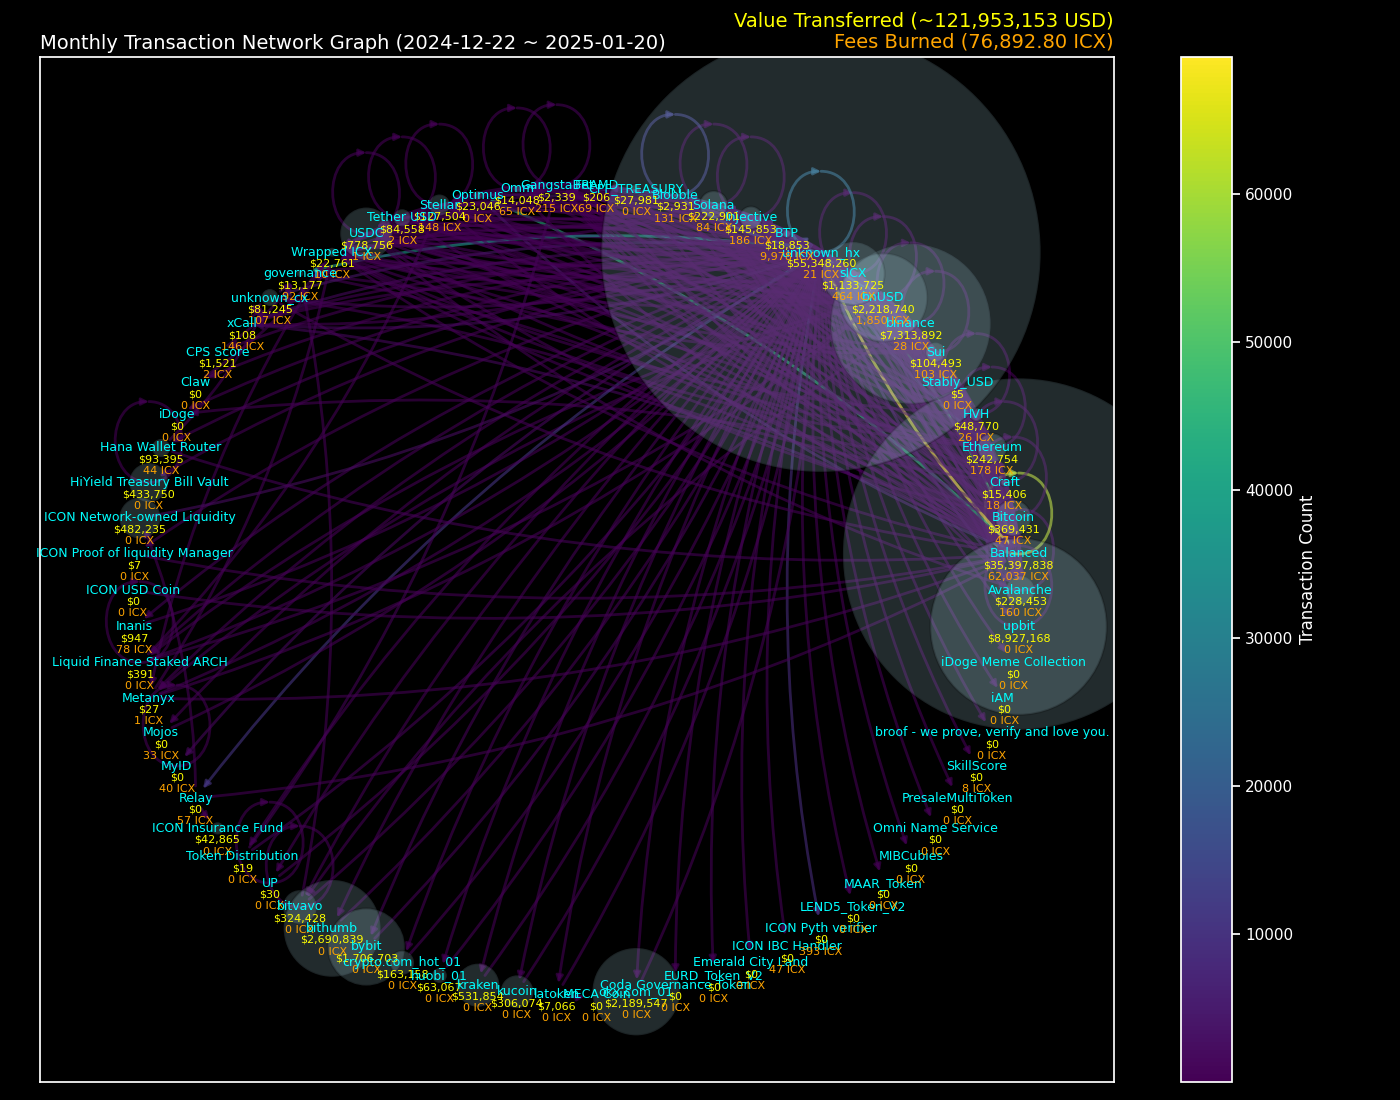 Value Transferred (~121,953,153 USD)
Monthly Transaction Network Graph (2024-12-22 ~ 2025-01-20)
Fees Burned (76,892.80 ICX)
Omm
$14,048
65 ICX
Gangstabet
$2,339
215 ICX
$206
69 ICX
$27,981
0 ICX
Blobble
$2,931
131 ICX
Optimus
$23,046
0 ICX
Stellar
$127,504
148 ICX
Solana
$222,901
84 ICX
Injective
$145,853
186 ICX
Tether USD
$84,558
2 ICX
BTP
$18,853
USDC
$778,756
1 ICX
unknown_hx
$55,348,260
21 ICX
Wrapped ICX
$22,761
sICX
$1,133,725
464 ICX
governance
$13,177
92 ICX
bnUSD
$2,218,740
1,850 ICX
unknown_cx
$81,245
107 ICX
binance
$7,313,892
28 ICX
xCall
$108
146 ICX
Sui
$104,493
103 ICX
CPS Score
$1,521
2 ICX
Stably_USD
$5
0 ICX
Claw
$0
0 ICX
HVH
$48,770
26 ICX
iDoge
$0
0 ICX
Ethereum
$242,754
178 ICX
Hana Wallet Router
$93,395
44 ICX
Craft
$15,406
18 ICX
HiYield Treasury Bill Vault
$433,750
0 ICX
Bitcoin
$369,431
47 ICX
ICON Network-owned Liquidity
$482,235
0 ICX
Balanced
$35,397,838
62,037 ICX
ICON Proof of liquidity Manager
$7
0 ICX
Avalanche
$228,453
160 ICX
ICON USD Coin
$0
0 ICX
upbit
$8,927,168
0 ICX
Inanis
$947
78 ICX
iDoge Meme Collection
$0
0 ICX
Liquid Finance Staked ARCH
$391
0 ICX
iAM
$0
0 ICX
Metanyx
$27
1 ICX
broof - we prove, verify and love you.
$0
0 ICX
Mojos
$0
33 ICX
SkillScore
$0
8 ICX
MyID
$0
40 ICX
PresaleMultiToken
$0
0 ICX
Relay
$0
57 ICX
Omni Name Service
$0
0 ICX
ICON Insurance Fund
$42,865
0 ICX
MIBCubies
$0
0 ICX
Token Distribution
$19
0 ICX
MAAR_Token
$0
0 ICX
UP
$30
0 ICX
LEND5_Token_V2
$0
0 ICX
bitvavo
$324,428
0 ICX
ICON Pyth verifier
$0
393 ICX
bithumb
$2,690,839
0 ICX
ICON IBC Handler
$0
47 ICX
bybit
$1,706,703
0 ICX
Emerald City Land
$0
0 ICX
crypto.com_hot_01
$163,158
0 ICX
EURD_Token_V2
$0
0 ICX
huobi_01
$63,067
0 ICX
Coda Governance Token
$0
0 ICX
kraken
$531,854
0 ICX
$2,189,547
0 ICX
kucoin
$306,074
0 ICX
latoken
$7,066
0 ICX
$0
0 ICX
60000
50000
40000
30000
20000
10000
Transaction Count